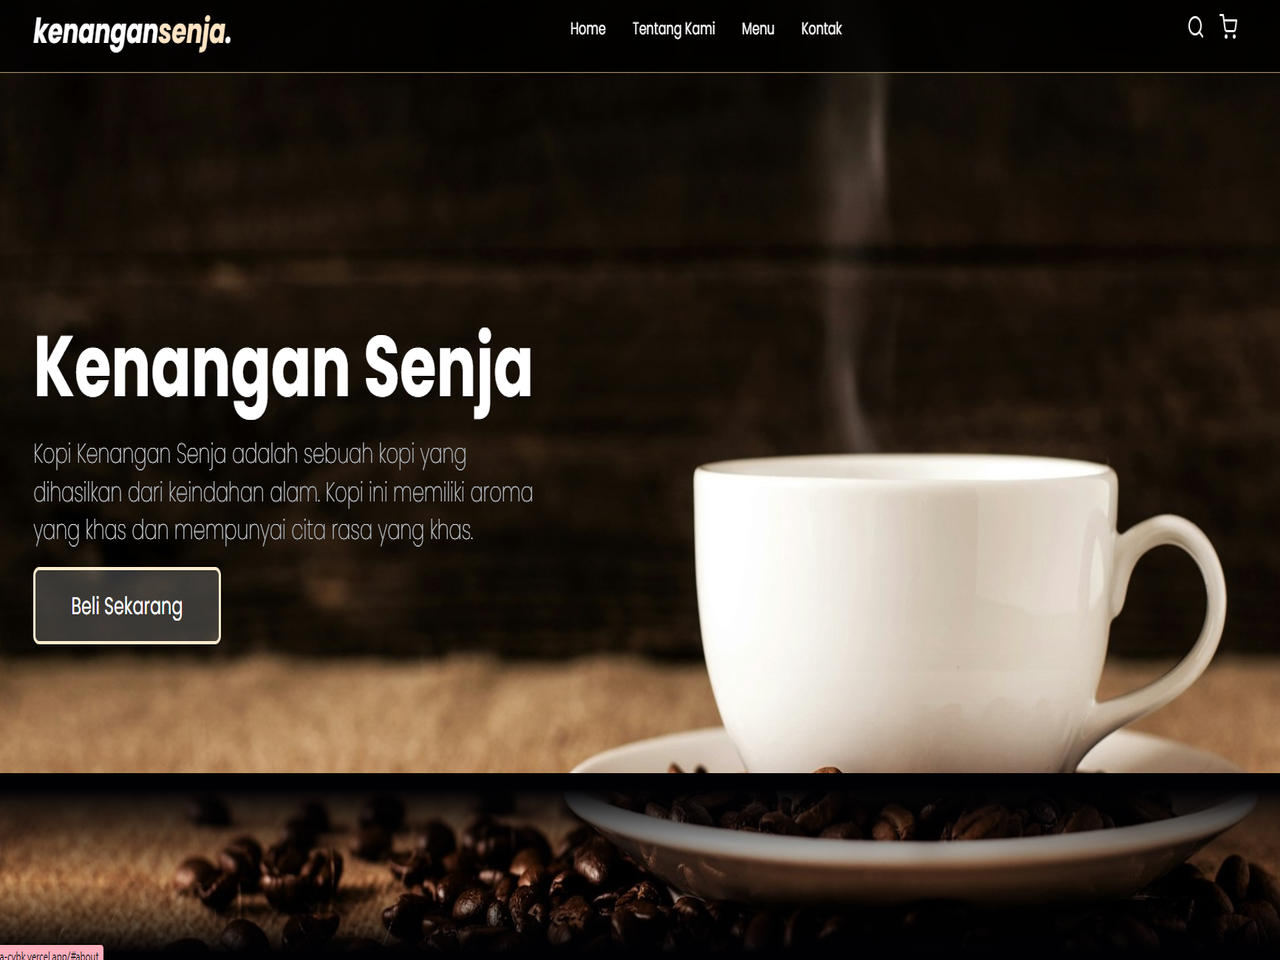 kenangansenja.
Home Tentang Kami Menu Kontak
Kenangan Senja
Kopi Kenangan Senja adalah sebuah kopi yang
dihasilkan dari keindahan alam. Kopi ini memiliki aroma
yang khas dan mempunyai cita rasa yang khas.
Beli Sekarang
a-cybk.vercel.app/#about